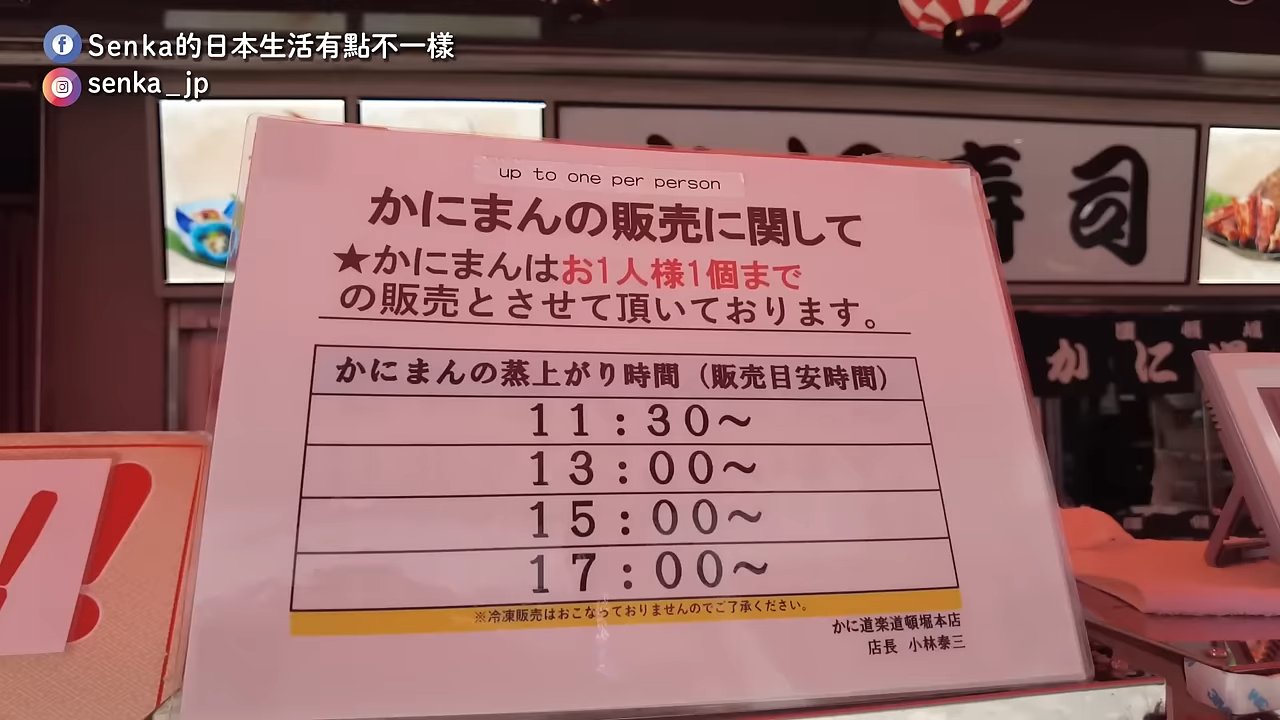 Senka的日本生活有點不一樣
senka_jp
寿司
up to one per person
かにまんの販売に関して
★かにまんはお1人様1個まで
の販売とさせて頂いております。
かにまんの蒸上がり時間（販売目安時間）
11:30～
13:00～
15:00～
17:00～
※冷凍販売はおこなっておりませんのでご了承ください。
かに道楽道頓堀本店
店長 小林泰三
かに
!!